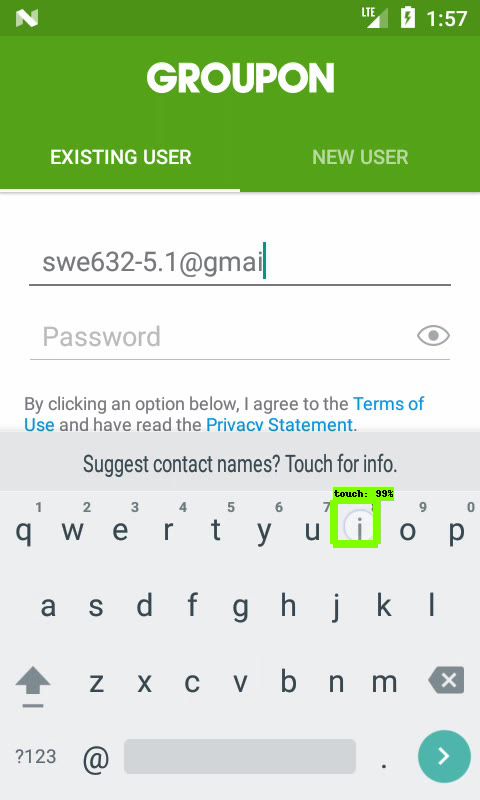 LTE 1:57
GROUPON
EXISTING USER NEW USER
swe632-5.1@gmai
Password
By clicking an option below, I agree to the Terms of
Use and have read the Privacy Statement.
Suggest contact names? Touch for info.
touch: 99%
1 2 3 4 5 6 7 8 9 0
q w e r t y u i o p
a s d f g h j k l
z x c v b n m
?123 @ .